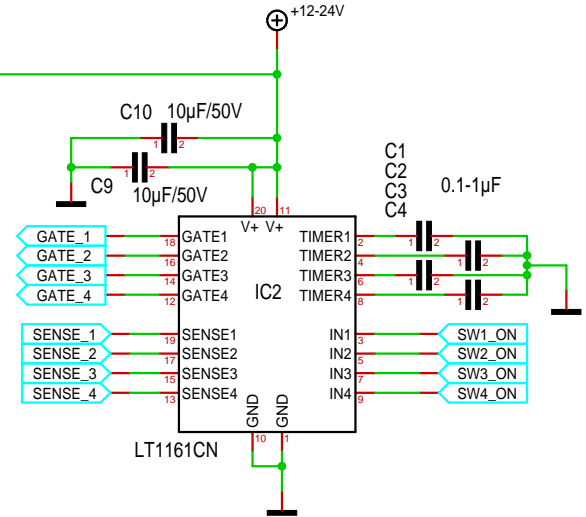 +12-24V
C10 10µF/50V
C9
10µF/50V
C1
C2
C3
C4
0.1-1µF
1 2
1 2
20 11
V+ V+
GATE_1 18 GATE1 TIMER1 2 1 2
GATE_2 16 GATE2 TIMER2 4 1 2
GATE_3 14 GATE3 TIMER3 6 1 2
GATE_4 12 GATE4 TIMER4 8 1 2
IC2
SENSE_1 19 SENSE1 IN1 3 SW1_ON
SENSE_2 17 SENSE2 IN2 5 SW2_ON
SENSE_3 15 SENSE3 IN3 7 SW3_ON
SENSE_4 13 SENSE4 IN4 9 SW4_ON
GND GND
10 1
LT1161CN